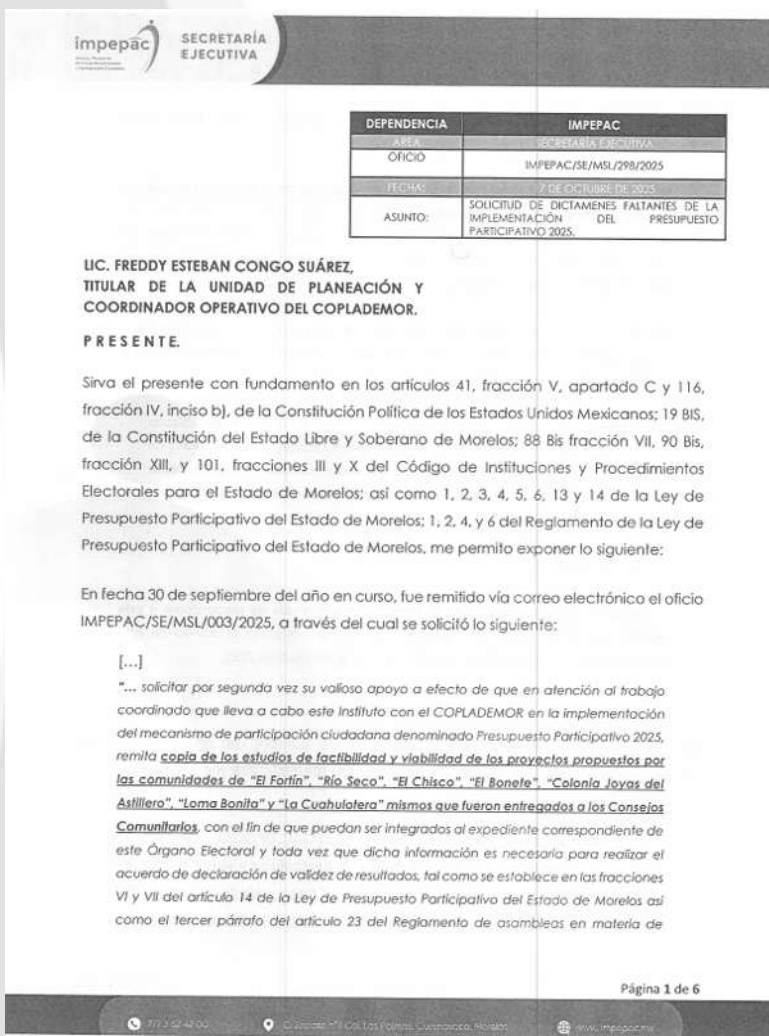 impepac
SECRETARÍA
EJECUTIVA
DEPENDENCIA IMPEPAC
ÁREA SECRETARÍA EJECUTIVA
OFICIO IMPEPAC/SE/MSL/298/2025
FECHA: 7 DE OCTUBRE DE 2025
ASUNTO: SOLICITUD DE DICTAMENES FALTANTES DE LA
IMPLEMENTACIÓN DEL PRESUPUESTO
PARTICIPATIVO 2025.
LIC. FREDDY ESTEBAN CONGO SUÁREZ,
TITULAR DE LA UNIDAD DE PLANEACIÓN Y
COORDINADOR OPERATIVO DEL COPLADEMOR.
P R E S E N T E.
Sirva el presente con fundamento en los artículos 41, fracción V, apartado C y 116,
fracción IV, inciso b), de la Constitución Política de los Estados Unidos Mexicanos; 19 BIS,
de la Constitución del Estado Libre y Soberano de Morelos; 88 Bis fracción VII, 90 Bis,
fracción XIII, y 101, fracciones III y X del Código de Instituciones y Procedimientos
Electorales para el Estado de Morelos; así como 1, 2, 3, 4, 5, 6, 13 y 14 de la Ley de
Presupuesto Participativo del Estado de Morelos; 1, 2, 4, y 6 del Reglamento de la Ley de
Presupuesto Participativo del Estado de Morelos, me permito exponer lo siguiente:
En fecha 30 de septiembre del año en curso, fue remitido vía correo electrónico el oficio
IMPEPAC/SE/MSL/003/2025, a través del cual se solicitó lo siguiente:
[...]
"... solicitar por segunda vez su valioso apoyo a efecto de que en atención al trabajo
coordinado que lleva a cabo este Instituto con el COPLADEMOR en la implementación
del mecanismo de participación ciudadana denominado Presupuesto Participativo 2025,
remita copia de los estudios de factibilidad y viabilidad de los proyectos propuestos por
las comunidades de "El Fortín", "Río Seco", "El Chisco", "El Bonete", "Colonia Joyas del
Astillero", "Loma Bonita" y "La Cuahulotera" mismos que fueron entregados a los Consejos
Comunitarios, con el fin de que puedan ser integrados al expediente correspondiente de
este Órgano Electoral y toda vez que dicha información es necesaria para realizar el
acuerdo de declaración de validez de resultados, tal como se establece en las fracciones
VI y VII del artículo 14 de la Ley de Presupuesto Participativo del Estado de Morelos así
como el tercer párrafo del artículo 23 del Reglamento de asambleas en materia de
Página 1 de 6
777 3 62 42 00
Col. Las Palmas, Cuernavaca, Morelos
www.impepac.mx